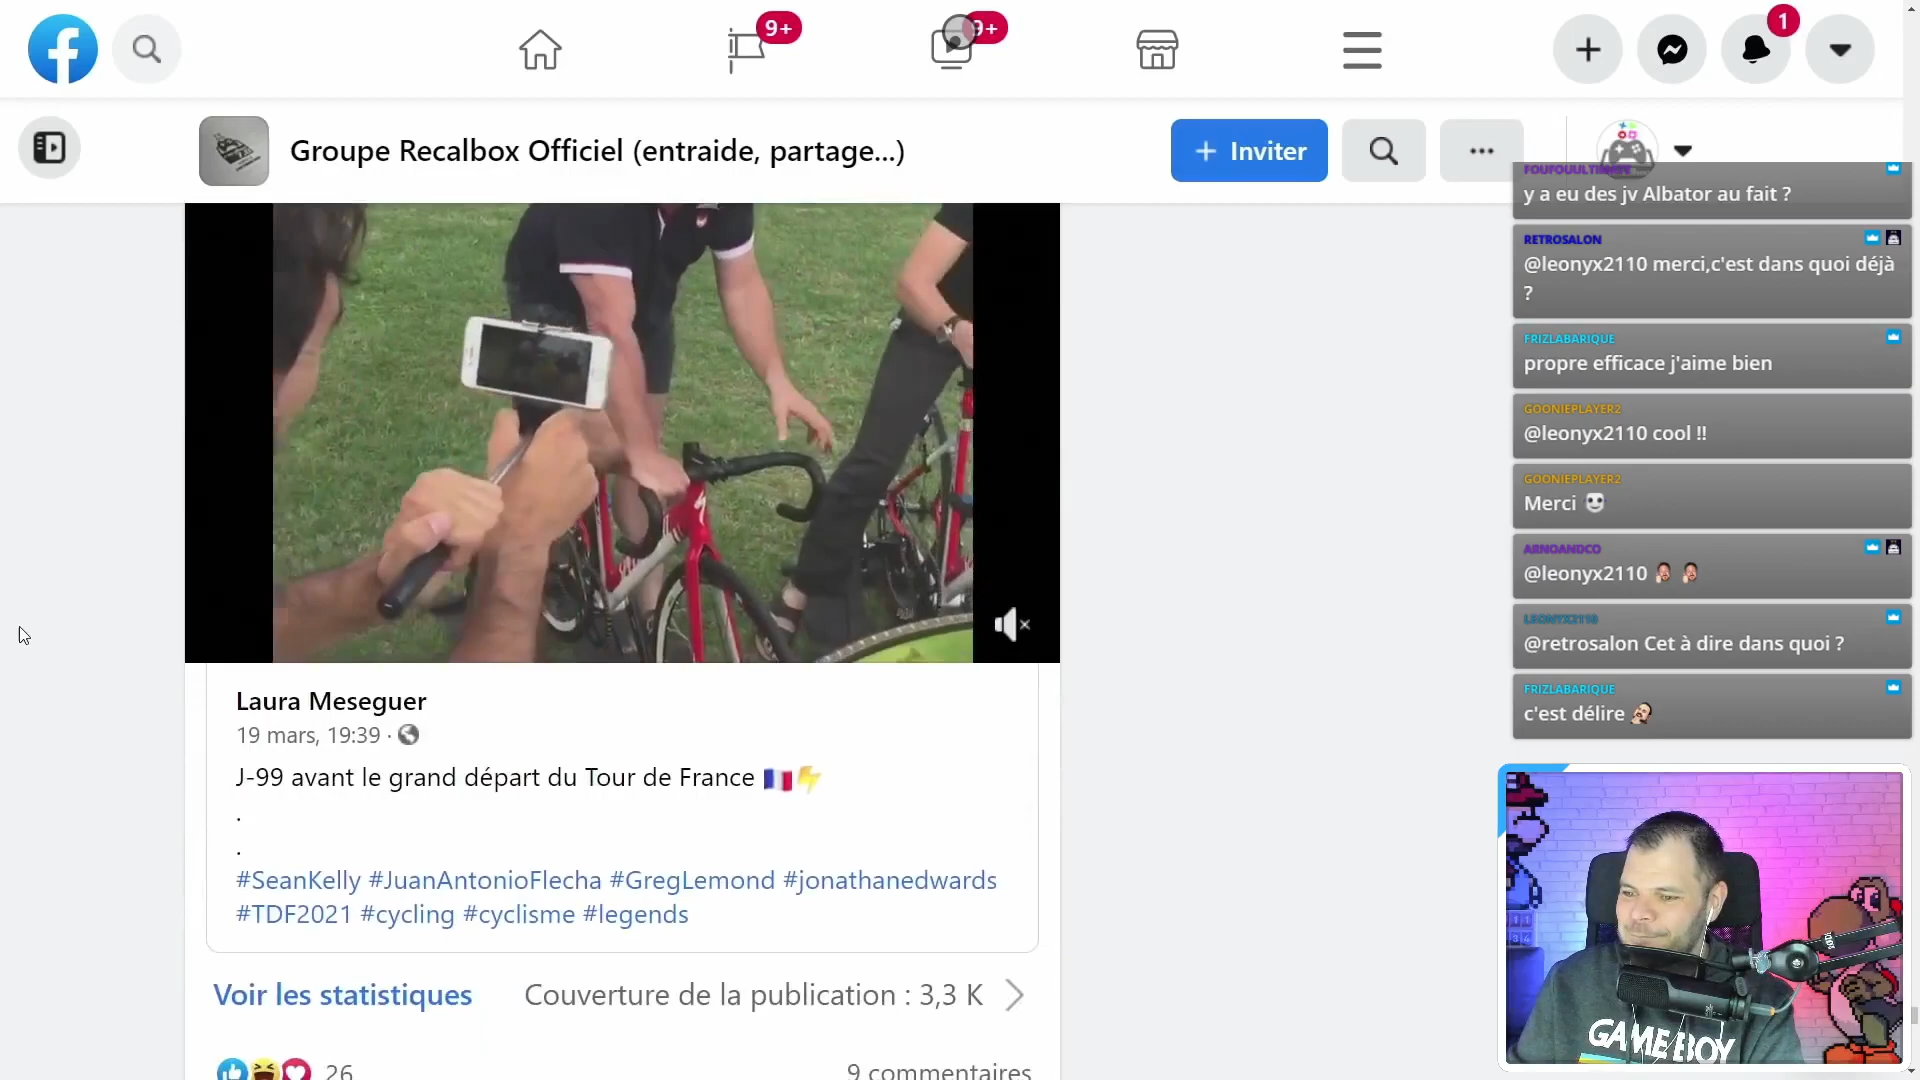 9+
9+
1
Groupe Recalbox Officiel (entraide, partage...)
+ Inviter
y a eu des jv Albator au fait ?
RETROSALON
@leonyx2110 merci,c'est dans quoi déjà
?
FRIZLABARIQUE
propre efficace j'aime bien
GOONIEPLAYER2
@leonyx2110 cool !!
GOONIEPLAYER2
Merci
ARNOANDCO
@leonyx2110
LEONYX2110
@retrosalon Cet à dire dans quoi ?
FRIZLABARIQUE
c'est délire
Laura Meseguer
19 mars, 19:39 ·
J-99 avant le grand départ du Tour de France 🇫🇷⚡
.
.
#SeanKelly #JuanAntonioFlecha #GregLemond #jonathanedwards
#TDF2021 #cycling #cyclisme #legends
Voir les statistiques
Couverture de la publication : 3,3 K
26
9 commentaires
GAME BOY